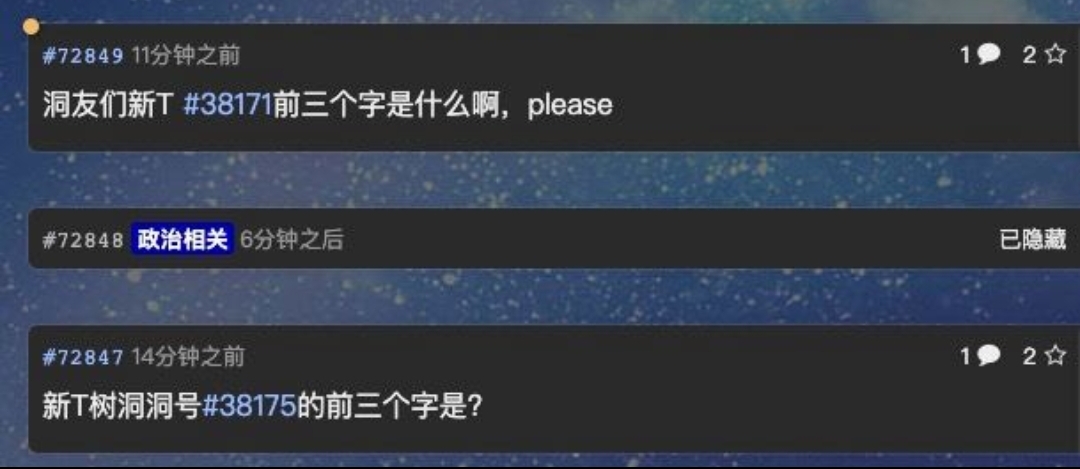 #72849 11分钟之前 1 2
洞友们新T #38171前三个字是什么啊，please
#72848 政治相关 6分钟之后 已隐藏
#72847 14分钟之前 1 2
新T树洞洞号#38175的前三个字是？